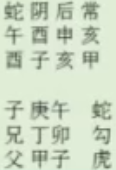 蛇 阴 后 常
午 酉 申 亥
酉 子 亥 甲
子 庚 午 蛇
兄 丁 卯 勾
父 甲 子 虎